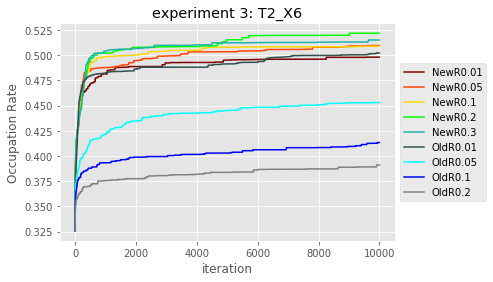 experiment 3: T2_X6
Occupation Rate
0.525
0.500
0.475
0.450
0.425
0.400
0.375
0.350
0.325
0
2000
4000
6000
8000
10000
iteration
NewR0.01
NewR0.05
NewR0.1
NewR0.2
NewR0.3
OldR0.01
OldR0.05
OldR0.1
OldR0.2